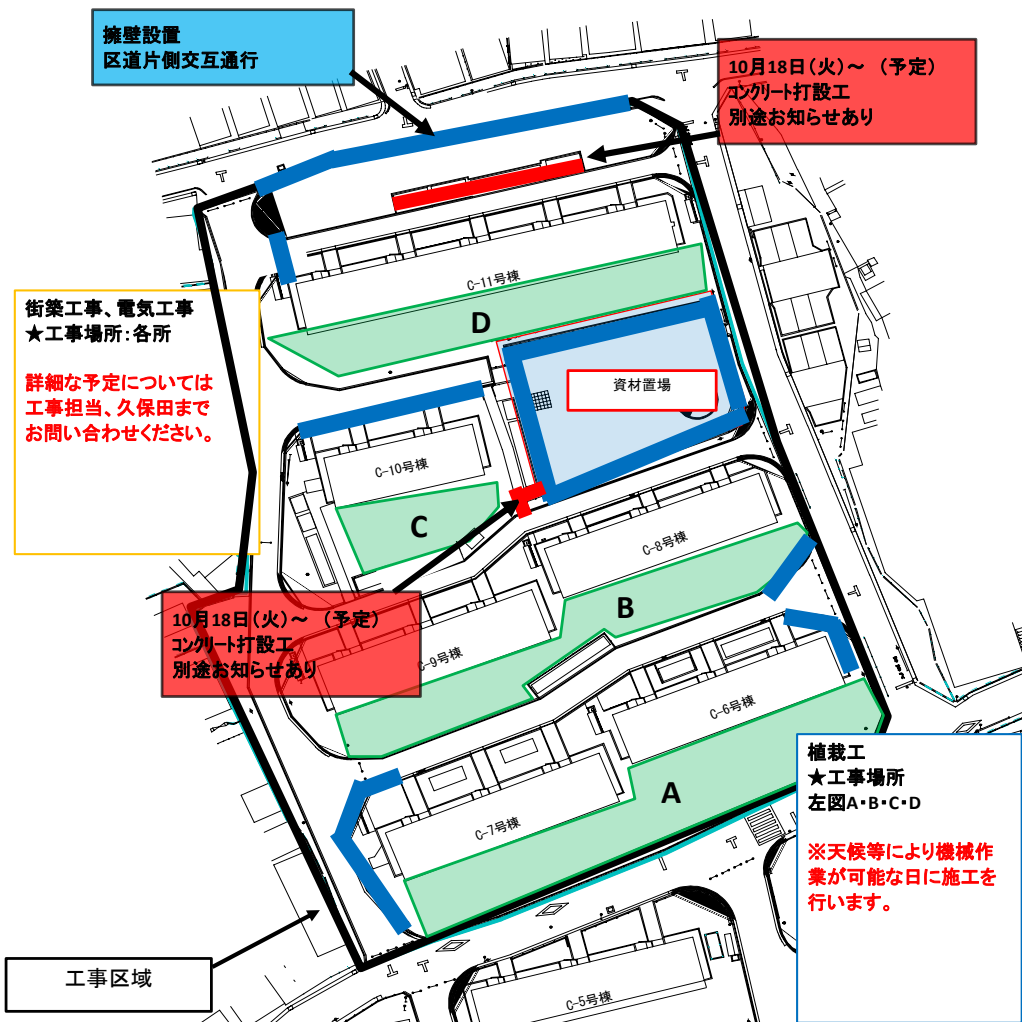 擁壁設置
区道片側交互通行
10月18日(火)~ (予定)
コンクリート打設工
別途お知らせあり
C-11号棟
D
街築工事、電気工事
★工事場所:各所
詳細な予定については
工事担当、久保田まで
お問い合わせください。
資材置場
C-10号棟
C
C-8号棟
B
10月18日(火)~ (予定)
コンクリート打設工
別途お知らせあり
C-9号棟
C-6号棟
A
C-7号棟
植栽工
★工事場所
左図A・B・C・D
※天候等により機械作
業が可能な日に施工を
行います。
工事区域
C-5号棟